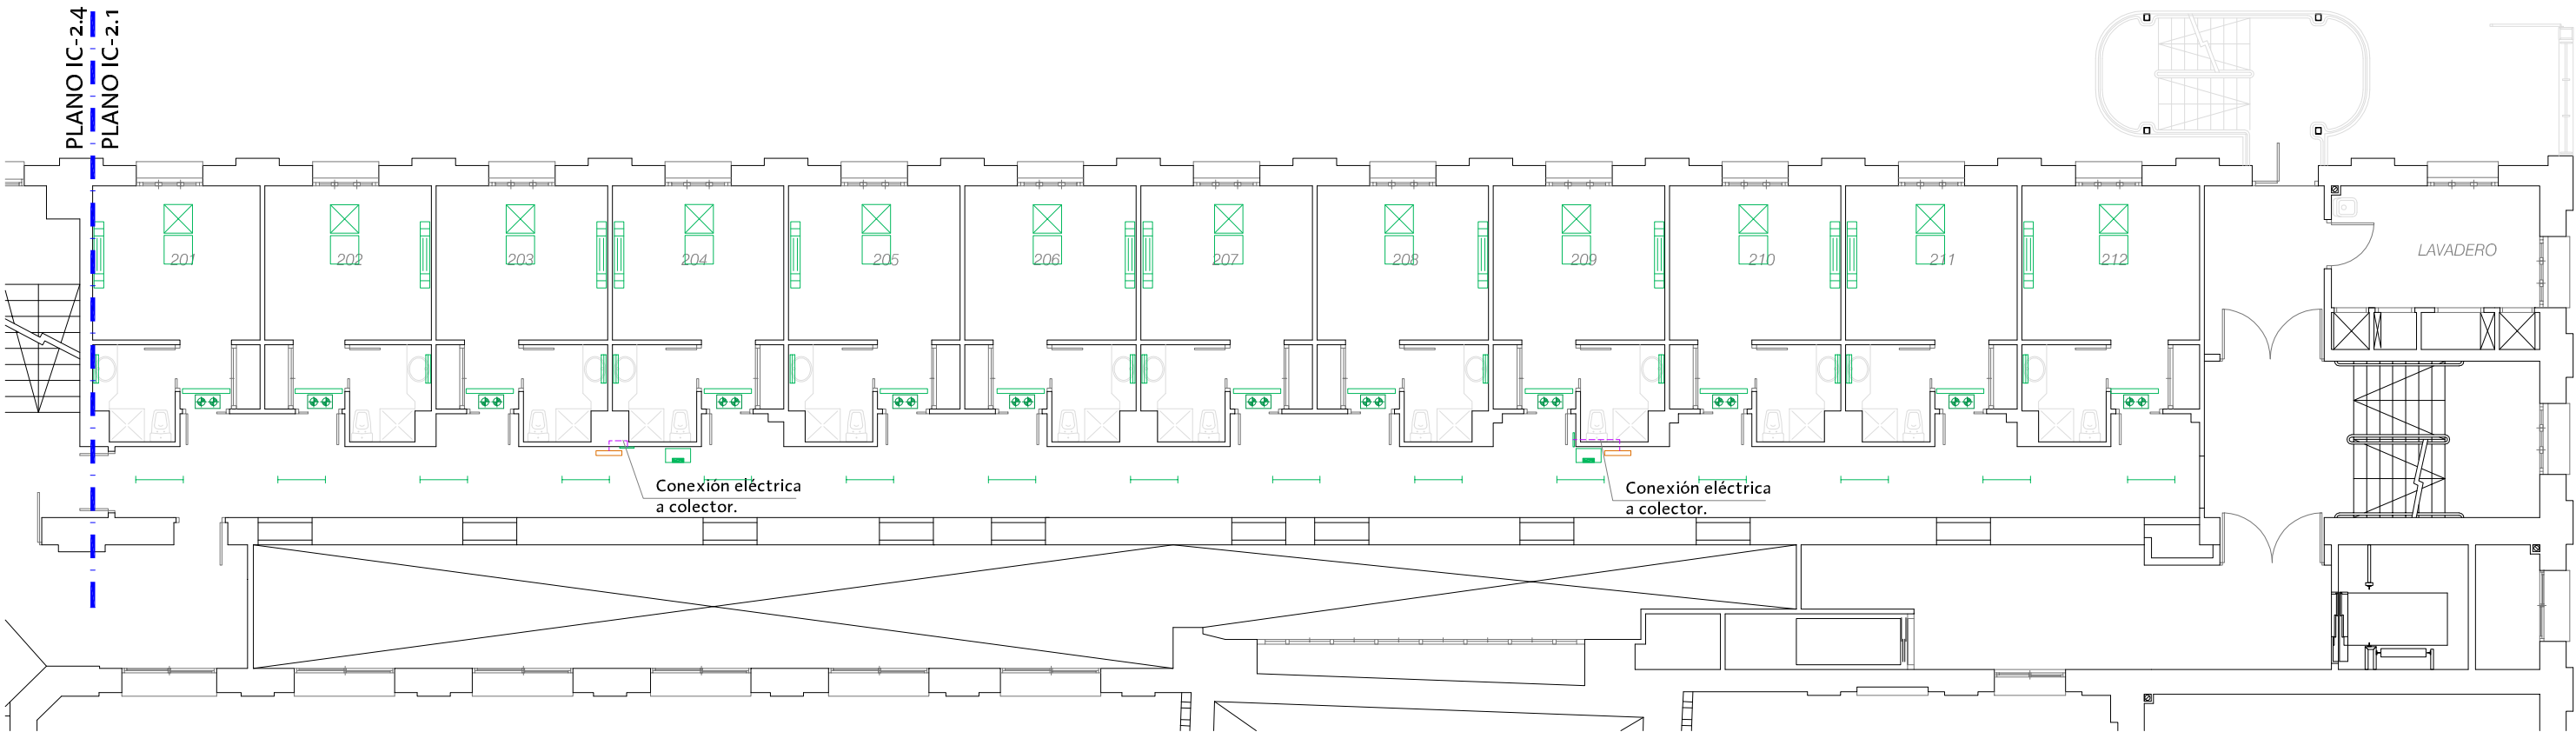 PLANO IC-2.4
PLANO IC-2.1
201
202
203
204
205
206
207
208
209
210
211
212
LAVADERO
Conexión eléctrica
a colector.
Conexión eléctrica
a colector.